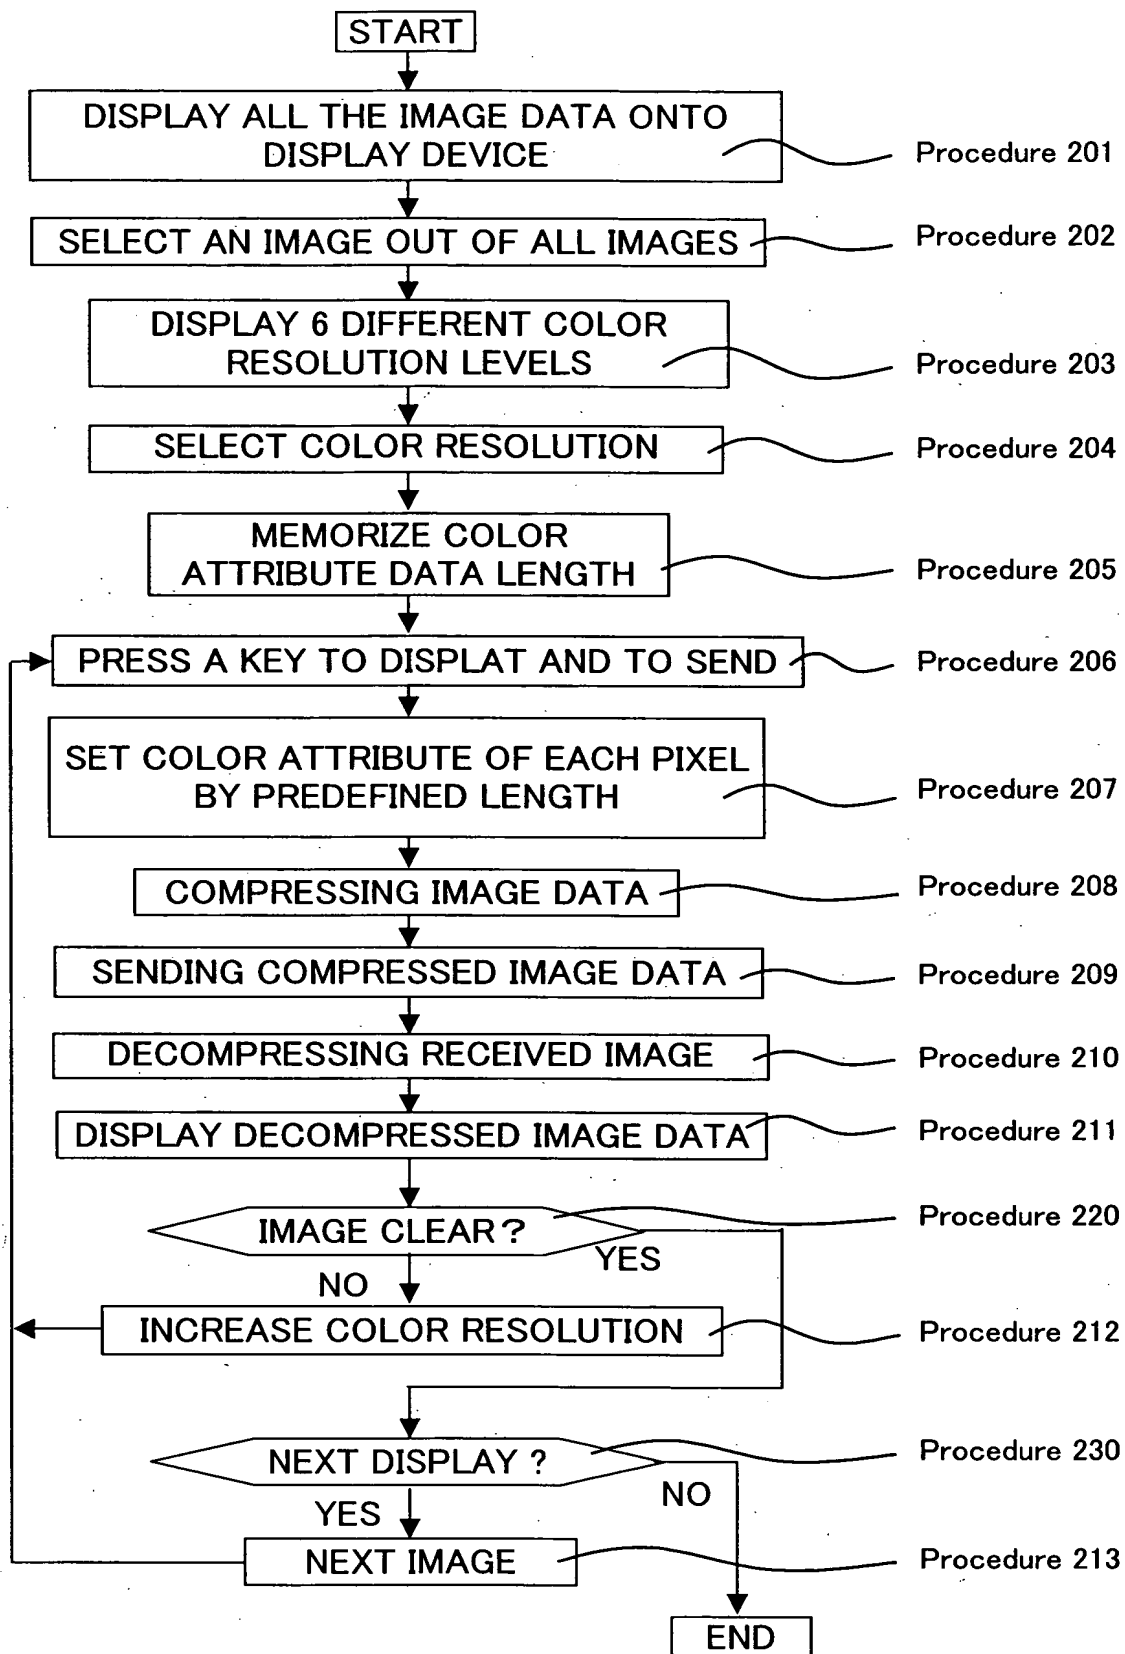 START
DISPLAY ALL THE IMAGE DATA ONTO
DISPLAY DEVICE
Procedure 201
SELECT AN IMAGE OUT OF ALL IMAGES
Procedure 202
DISPLAY 6 DIFFERENT COLOR
RESOLUTION LEVELS
Procedure 203
SELECT COLOR RESOLUTION
Procedure 204
MEMORIZE COLOR
ATTRIBUTE DATA LENGTH
Procedure 205
PRESS A KEY TO DISPLAT AND TO SEND
Procedure 206
SET COLOR ATTRIBUTE OF EACH PIXEL
BY PREDEFINED LENGTH
Procedure 207
COMPRESSING IMAGE DATA
Procedure 208
SENDING COMPRESSED IMAGE DATA
Procedure 209
DECOMPRESSING RECEIVED IMAGE
Procedure 210
DISPLAY DECOMPRESSED IMAGE DATA
Procedure 211
IMAGE CLEAR?
Procedure 220
YES
NO
INCREASE COLOR RESOLUTION
Procedure 212
NEXT DISPLAY ?
Procedure 230
NO
YES
NEXT IMAGE
Procedure 213
END